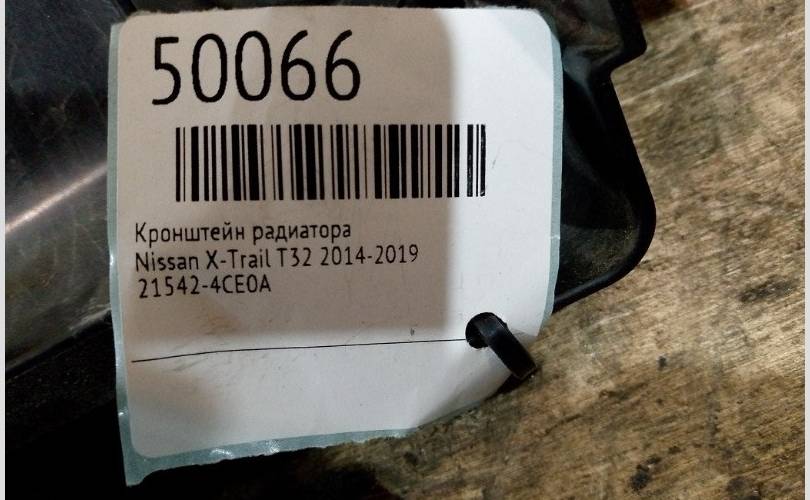 50066
Кронштейн радиатора
Nissan X-Trail T32 2014-2019
21542-4CE0A